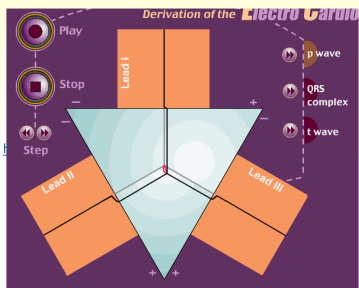 Derivation of the Electro Cardio
Play
Lead I
p wave
Stop
QRS
complex
t wave
Step
Lead II
Lead III